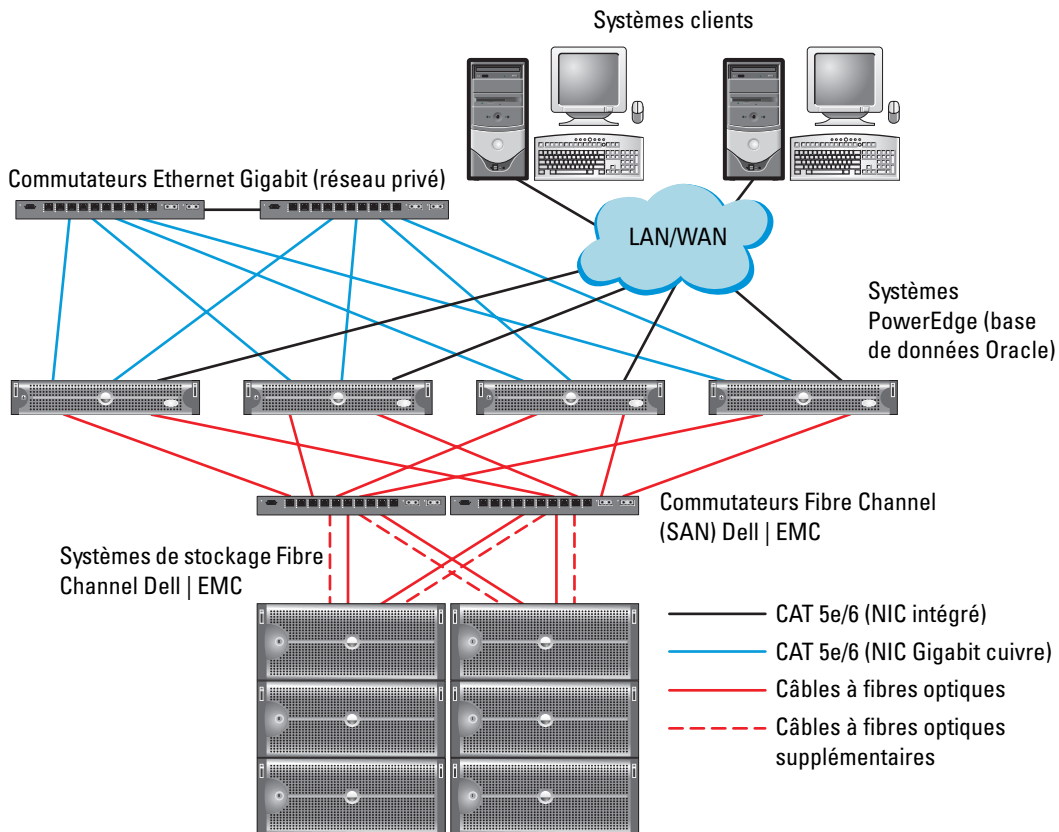 Systèmes clients
Commutateurs Ethernet Gigabit (réseau privé)
LAN/WAN
Systèmes
PowerEdge (base
de données Oracle)
Commutateurs Fibre Channel
(SAN) Dell | EMC
Systèmes de stockage Fibre
Channel Dell | EMC
CAT 5e/6 (NIC intégré)
CAT 5e/6 (NIC Gigabit cuivre)
Câbles à fibres optiques
Câbles à fibres optiques
supplémentaires